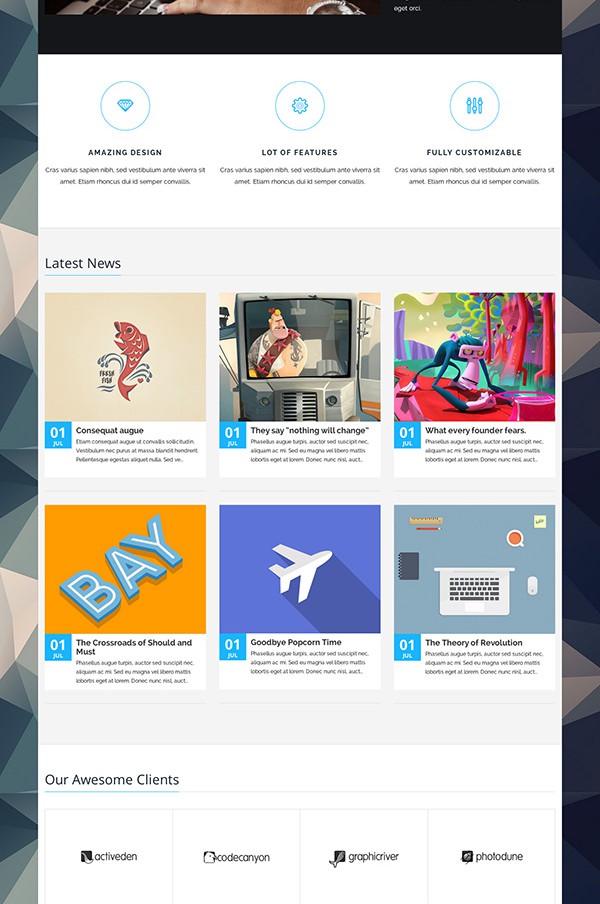 eget orci.
AMAZING DESIGN
Cras varius sapien nibh, sed vestibulum ante viverra sit
amet. Etiam rhoncus dui id semper convallis.
LOT OF FEATURES
Cras varius sapien nibh, sed vestibulum ante viverra sit
amet. Etiam rhoncus dui id semper convallis.
FULLY CUSTOMIZABLE
Cras varius sapien nibh, sed vestibulum ante viverra sit
amet. Etiam rhoncus dui id semper convallis.
Latest News
FRESH
FISH
01
JUL
Consequat augue
Etiam consequat augue ut convallis sollicitudin.
Vestibulum nec purus at massa blandit hendrerit.
Pellentesque egestas aliquet nulla. Sed ve...
01
JUL
They say "nothing will change"
Phasellus augue turpis, auctor sed suscipit nec,
aliquam ac mi. Sed eu magna vel libero mattis
lobortis eget at lorem. Donec nunc nisl, auct...
01
JUL
What every founder fears.
Phasellus augue turpis, auctor sed suscipit nec,
aliquam ac mi. Sed eu magna vel libero mattis
lobortis eget at lorem. Donec nunc nisl, auct...
BAY
01
JUL
The Crossroads of Should and
Must
Phasellus augue turpis, auctor sed suscipit nec,
aliquam ac mi. Sed eu magna vel libero mattis
lobortis eget at lorem. Donec nunc nisl, auct...
01
JUL
Goodbye Popcorn Time
Phasellus augue turpis, auctor sed suscipit nec,
aliquam ac mi. Sed eu magna vel libero mattis
lobortis eget at lorem. Donec nunc nisl, auct...
01
JUL
The Theory of Revolution
Phasellus augue turpis, auctor sed suscipit nec,
aliquam ac mi. Sed eu magna vel libero mattis
lobortis eget at lorem. Donec nunc nisl, auct...
Our Awesome Clients
activeden
codecanyon
graphicriver
photodune